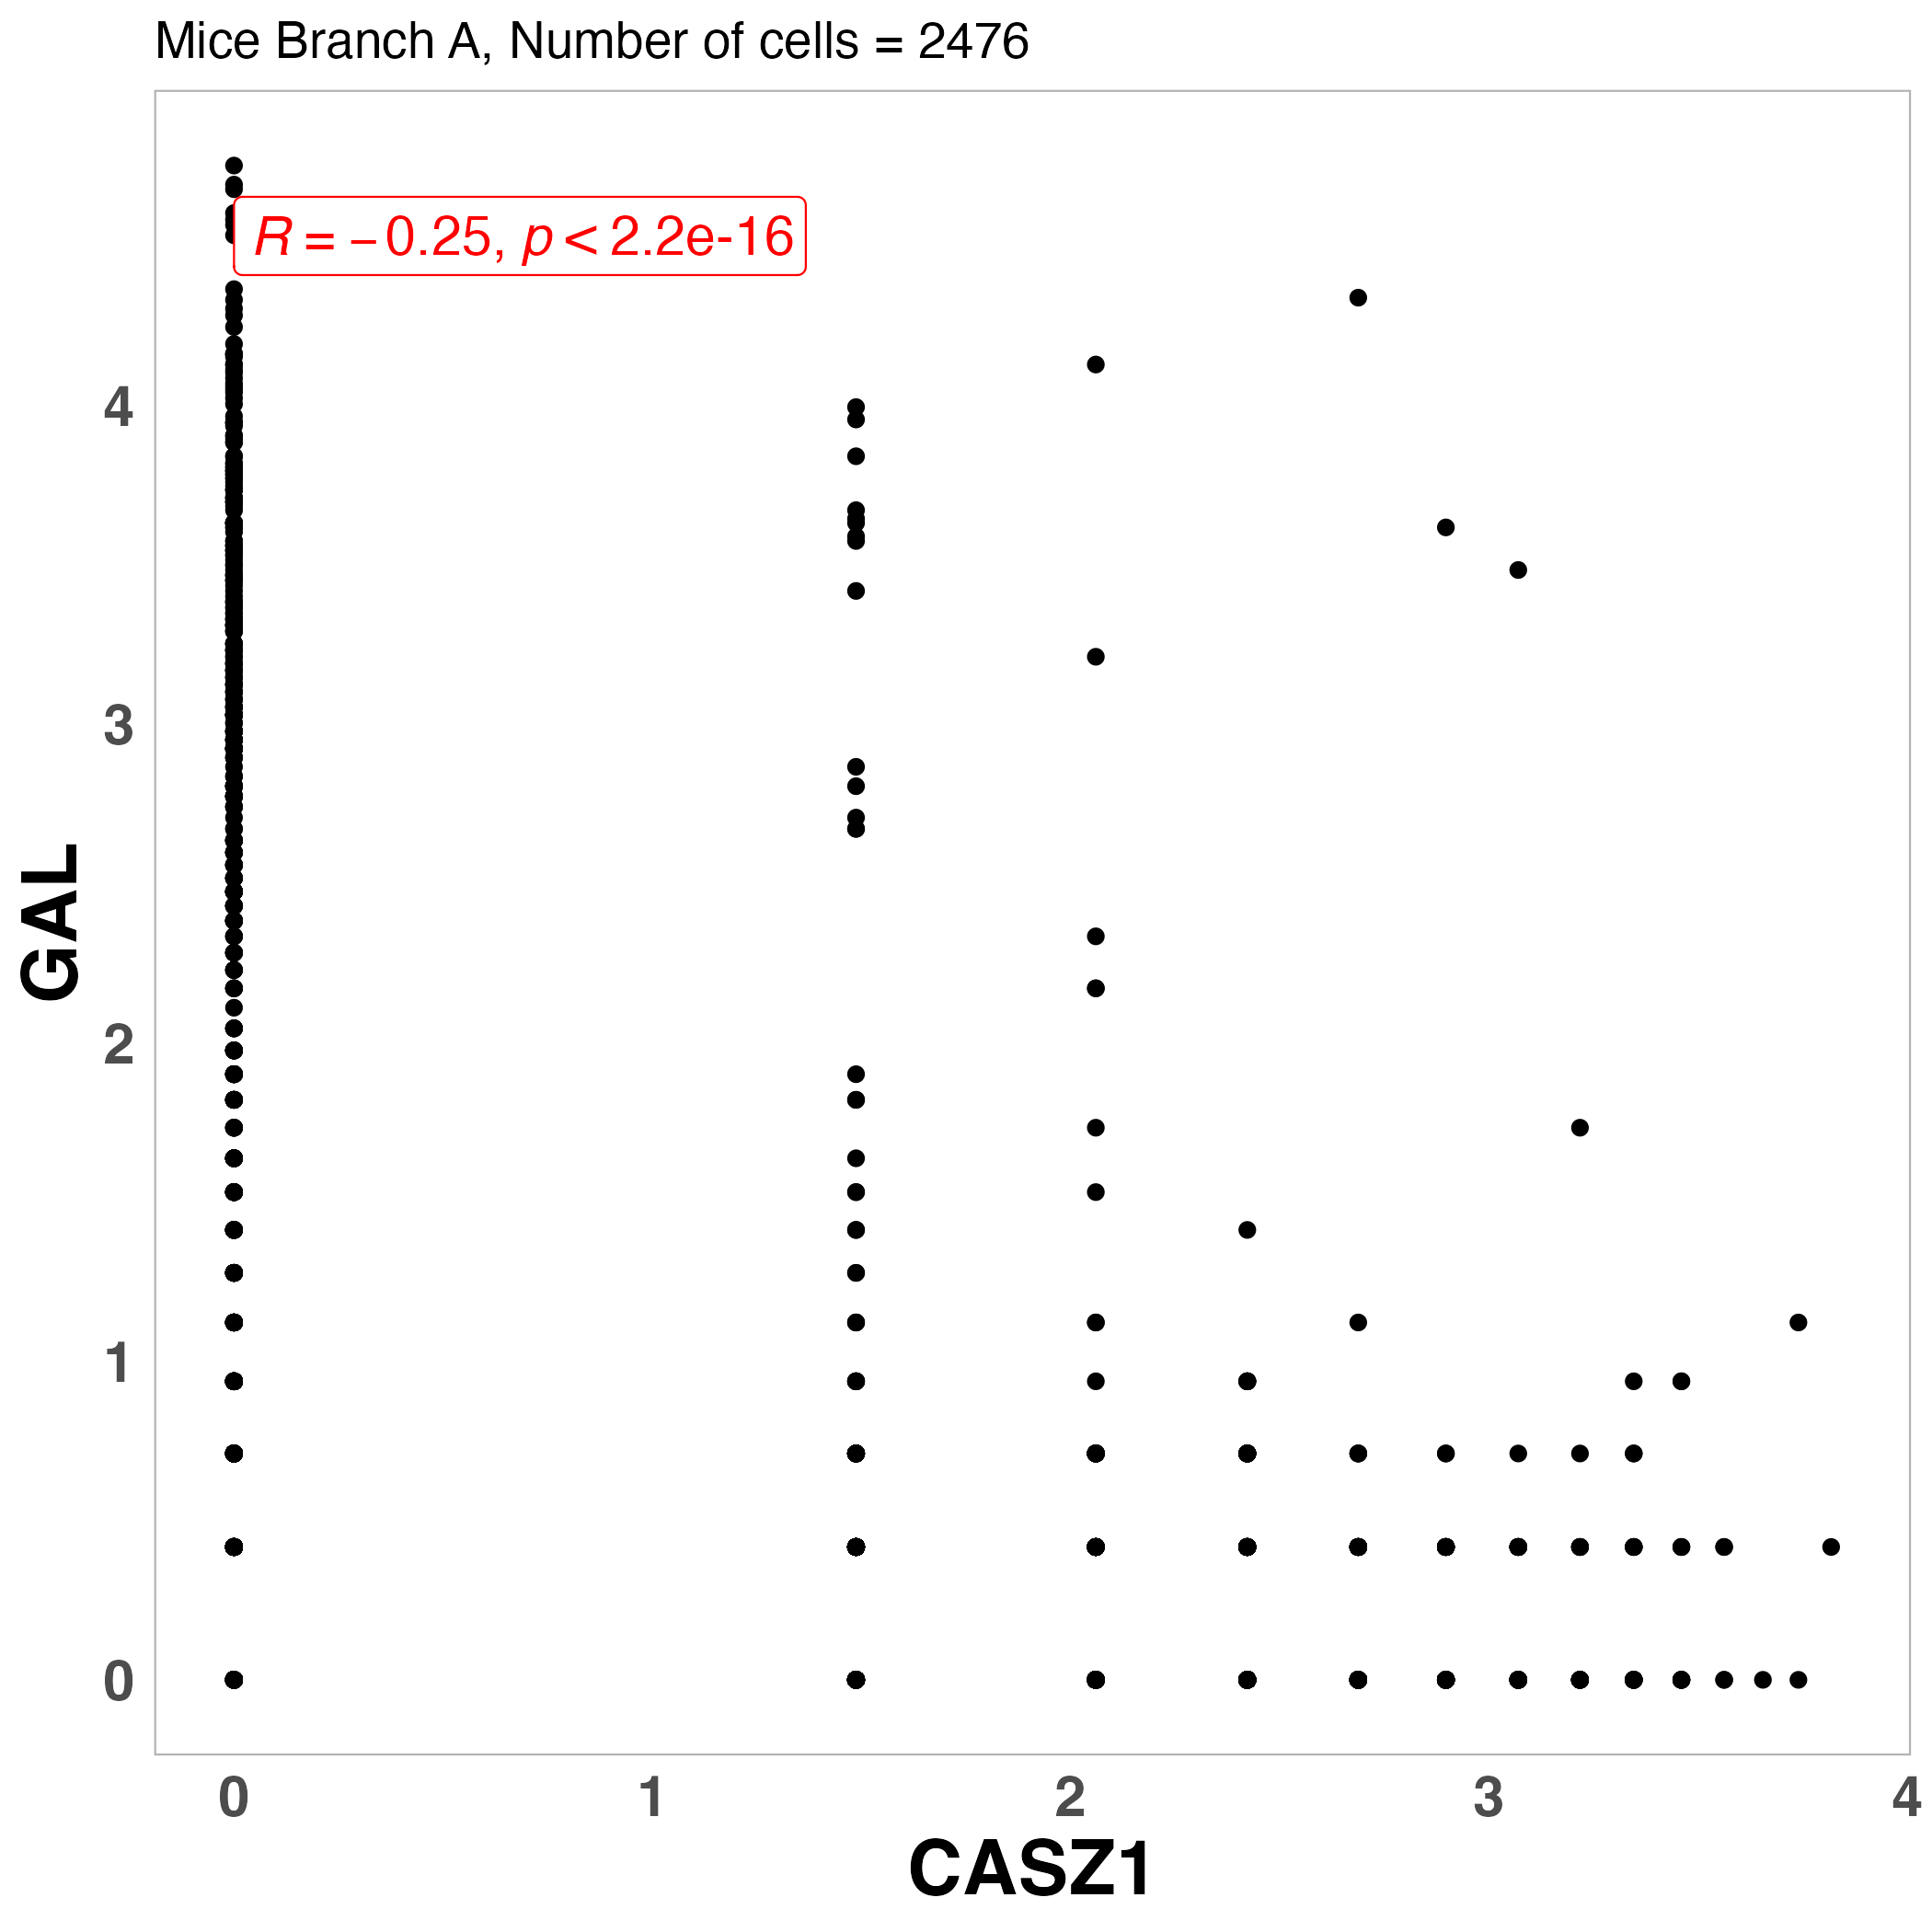 Mice Branch A, Number of cells = 2476
R = −0.25, p < 2.2e-16
4
3
2
1
0
GAL
0 1 2 3 4
CASZ1